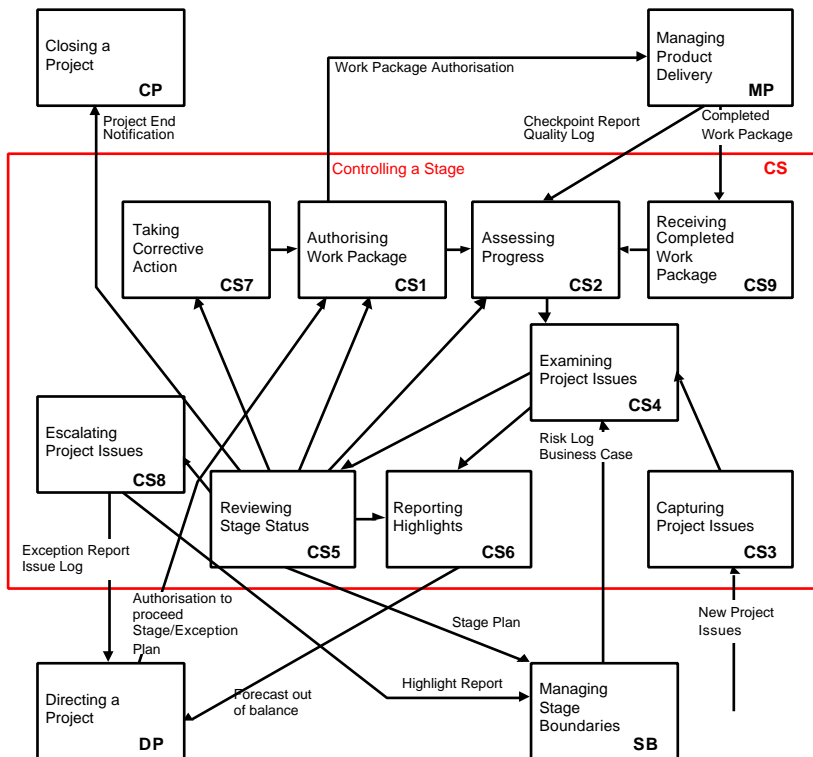 Closing a
Project
CP
Managing
Product
Delivery
MP
Work Package Authorisation
Project End
Notification
Checkpoint Report
Quality Log
Completed
Work Package
Controlling a Stage
CS
Taking
Corrective
Action
CS7
Authorising
Work Package
CS1
Assessing
Progress
CS2
Receiving
Completed
Work
Package
CS9
Examining
Project Issues
CS4
Escalating
Project Issues
CS8
Risk Log
Business Case
Reviewing
Stage Status
CS5
Reporting
Highlights
CS6
Capturing
Project Issues
CS3
Exception Report
Issue Log
Authorisation to
proceed
Stage/Exception
Plan
Stage Plan
New Project
Issues
Directing a
Project
DP
Forecast out
of balance
Highlight Report
Managing
Stage
Boundaries
SB